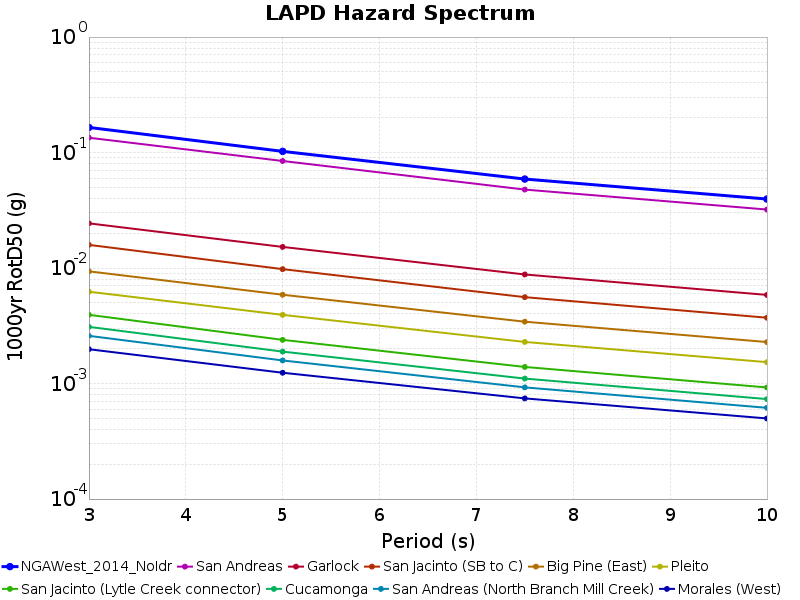 LAPD Hazard Spectrum
10^0
10^-1
10^-2
10^-3
10^-4
1000yr RotD50 (g)
3 4 5 6 7 8 9 10
Period (s)
NGAWest_2014_NoIdr San Andreas Garlock San Jacinto (SB to C) Big Pine (East) Pleito
San Jacinto (Lytle Creek connector) Cucamonga San Andreas (North Branch Mill Creek) Morales (West)